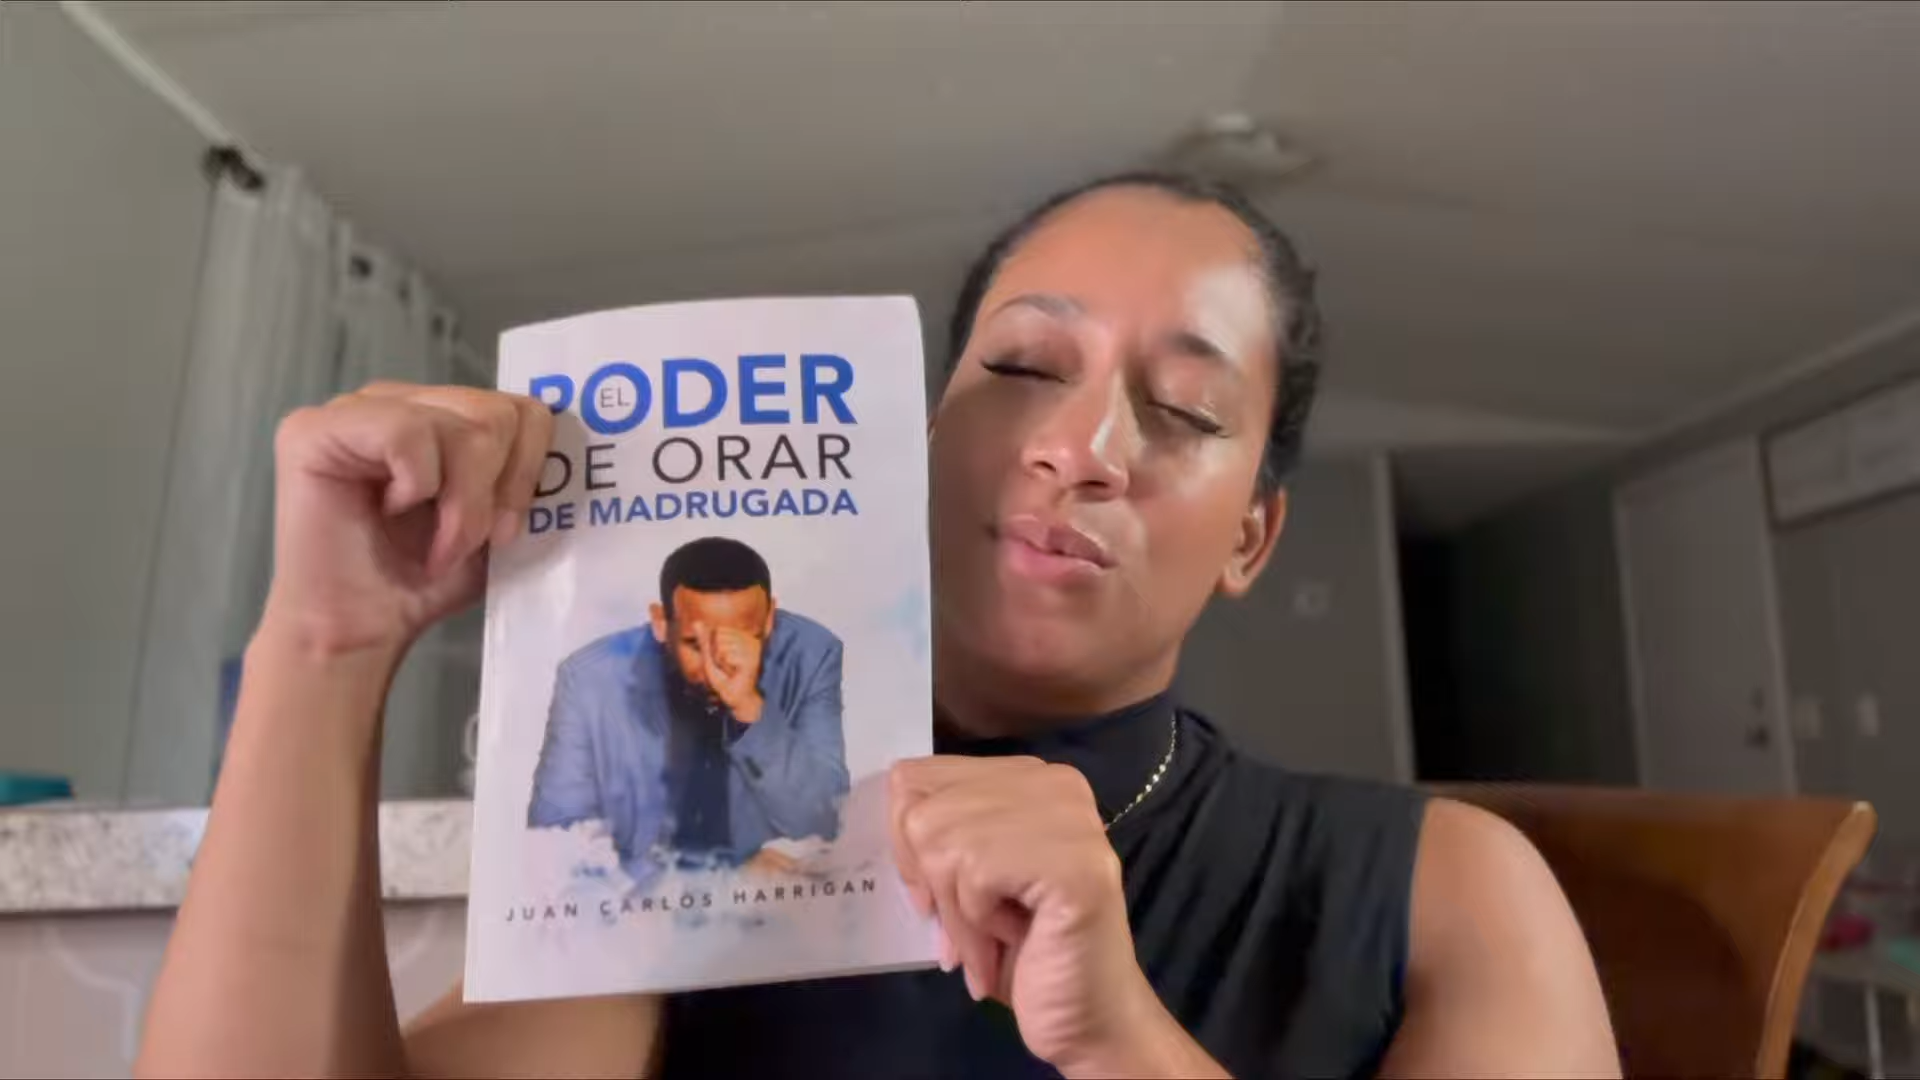 EL
PODER
DE ORAR
DE MADRUGADA
JUAN CARLOS HARRIGAN